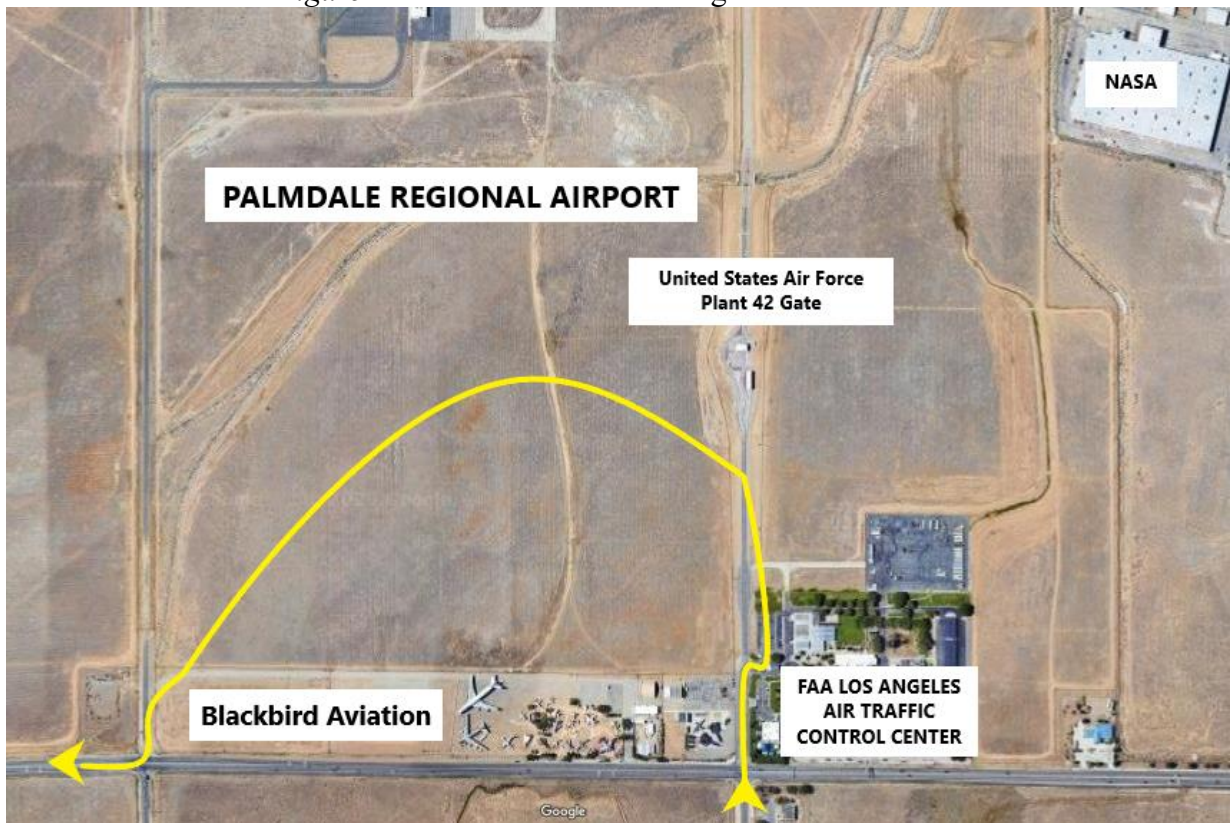 NASA
PALMDALE REGIONAL AIRPORT
United States Air Force
Plant 42 Gate
Blackbird Aviation
FAA LOS ANGELES
AIR TRAFFIC
CONTROL CENTER
Google